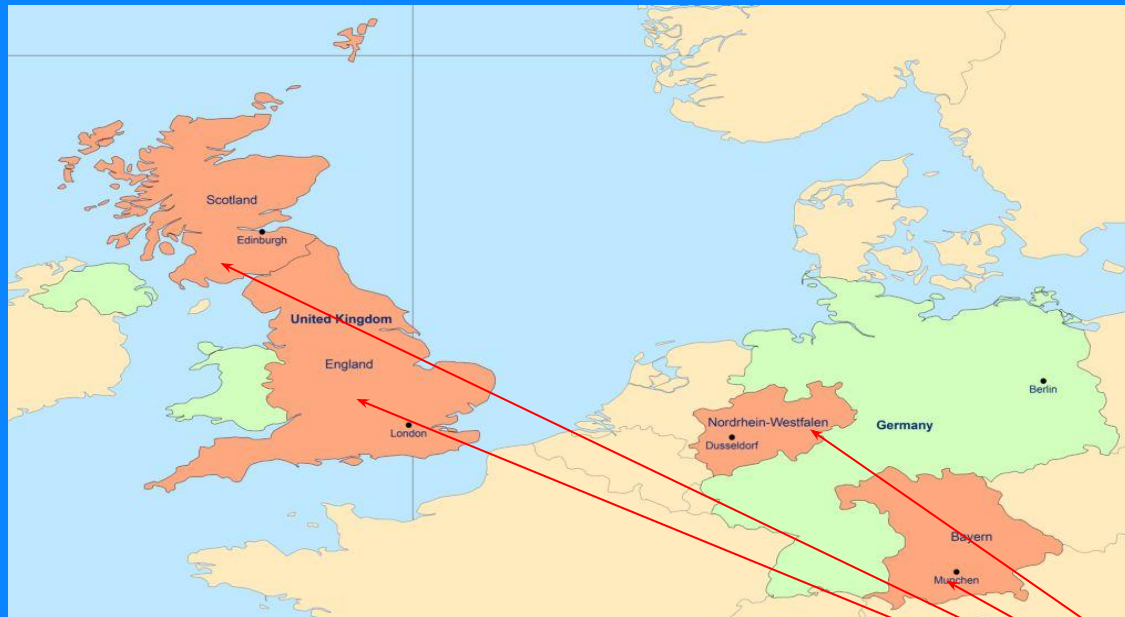 Scotland
Edinburgh
United Kingdom
England
London
Berlin
Nordrhein-Westfalen
Germany
Dusseldorf
Bayern
Munchen